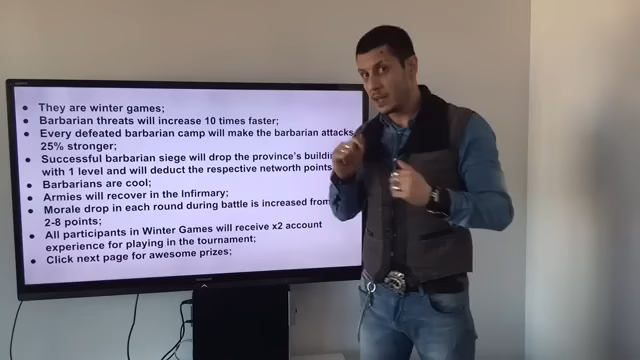 ● They are winter games;
● Barbarian threats will increase 10 times faster;
● Every defeated barbarian camp will make the barbarian attacks
25% stronger;
● Successful barbarian siege will drop the province's
with 1 level and will deduct the respective networth points
● Barbarians are cool;
● Armies will recover in the Infirmary;
● Morale drop in each round during battle is increased from
2-8 points;
● All participants in Winter Games will receive x2 account
experience for playing in the tournament;
● Click next page for awesome prizes;